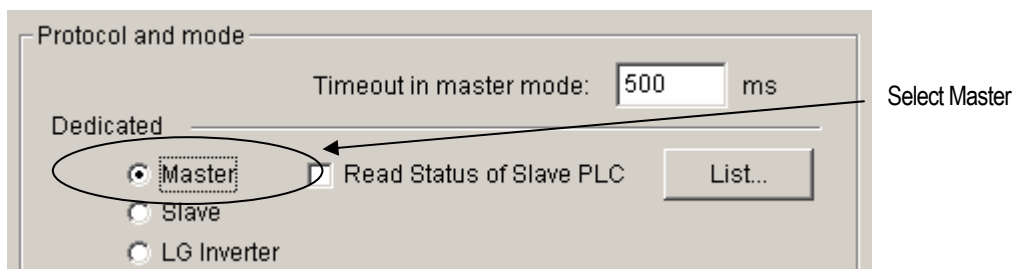 Protocol and mode
Timeout in master mode: 500 ms
Select Master
Dedicated
Master Read Status of Slave PLC List...
Slave
LG Inverter